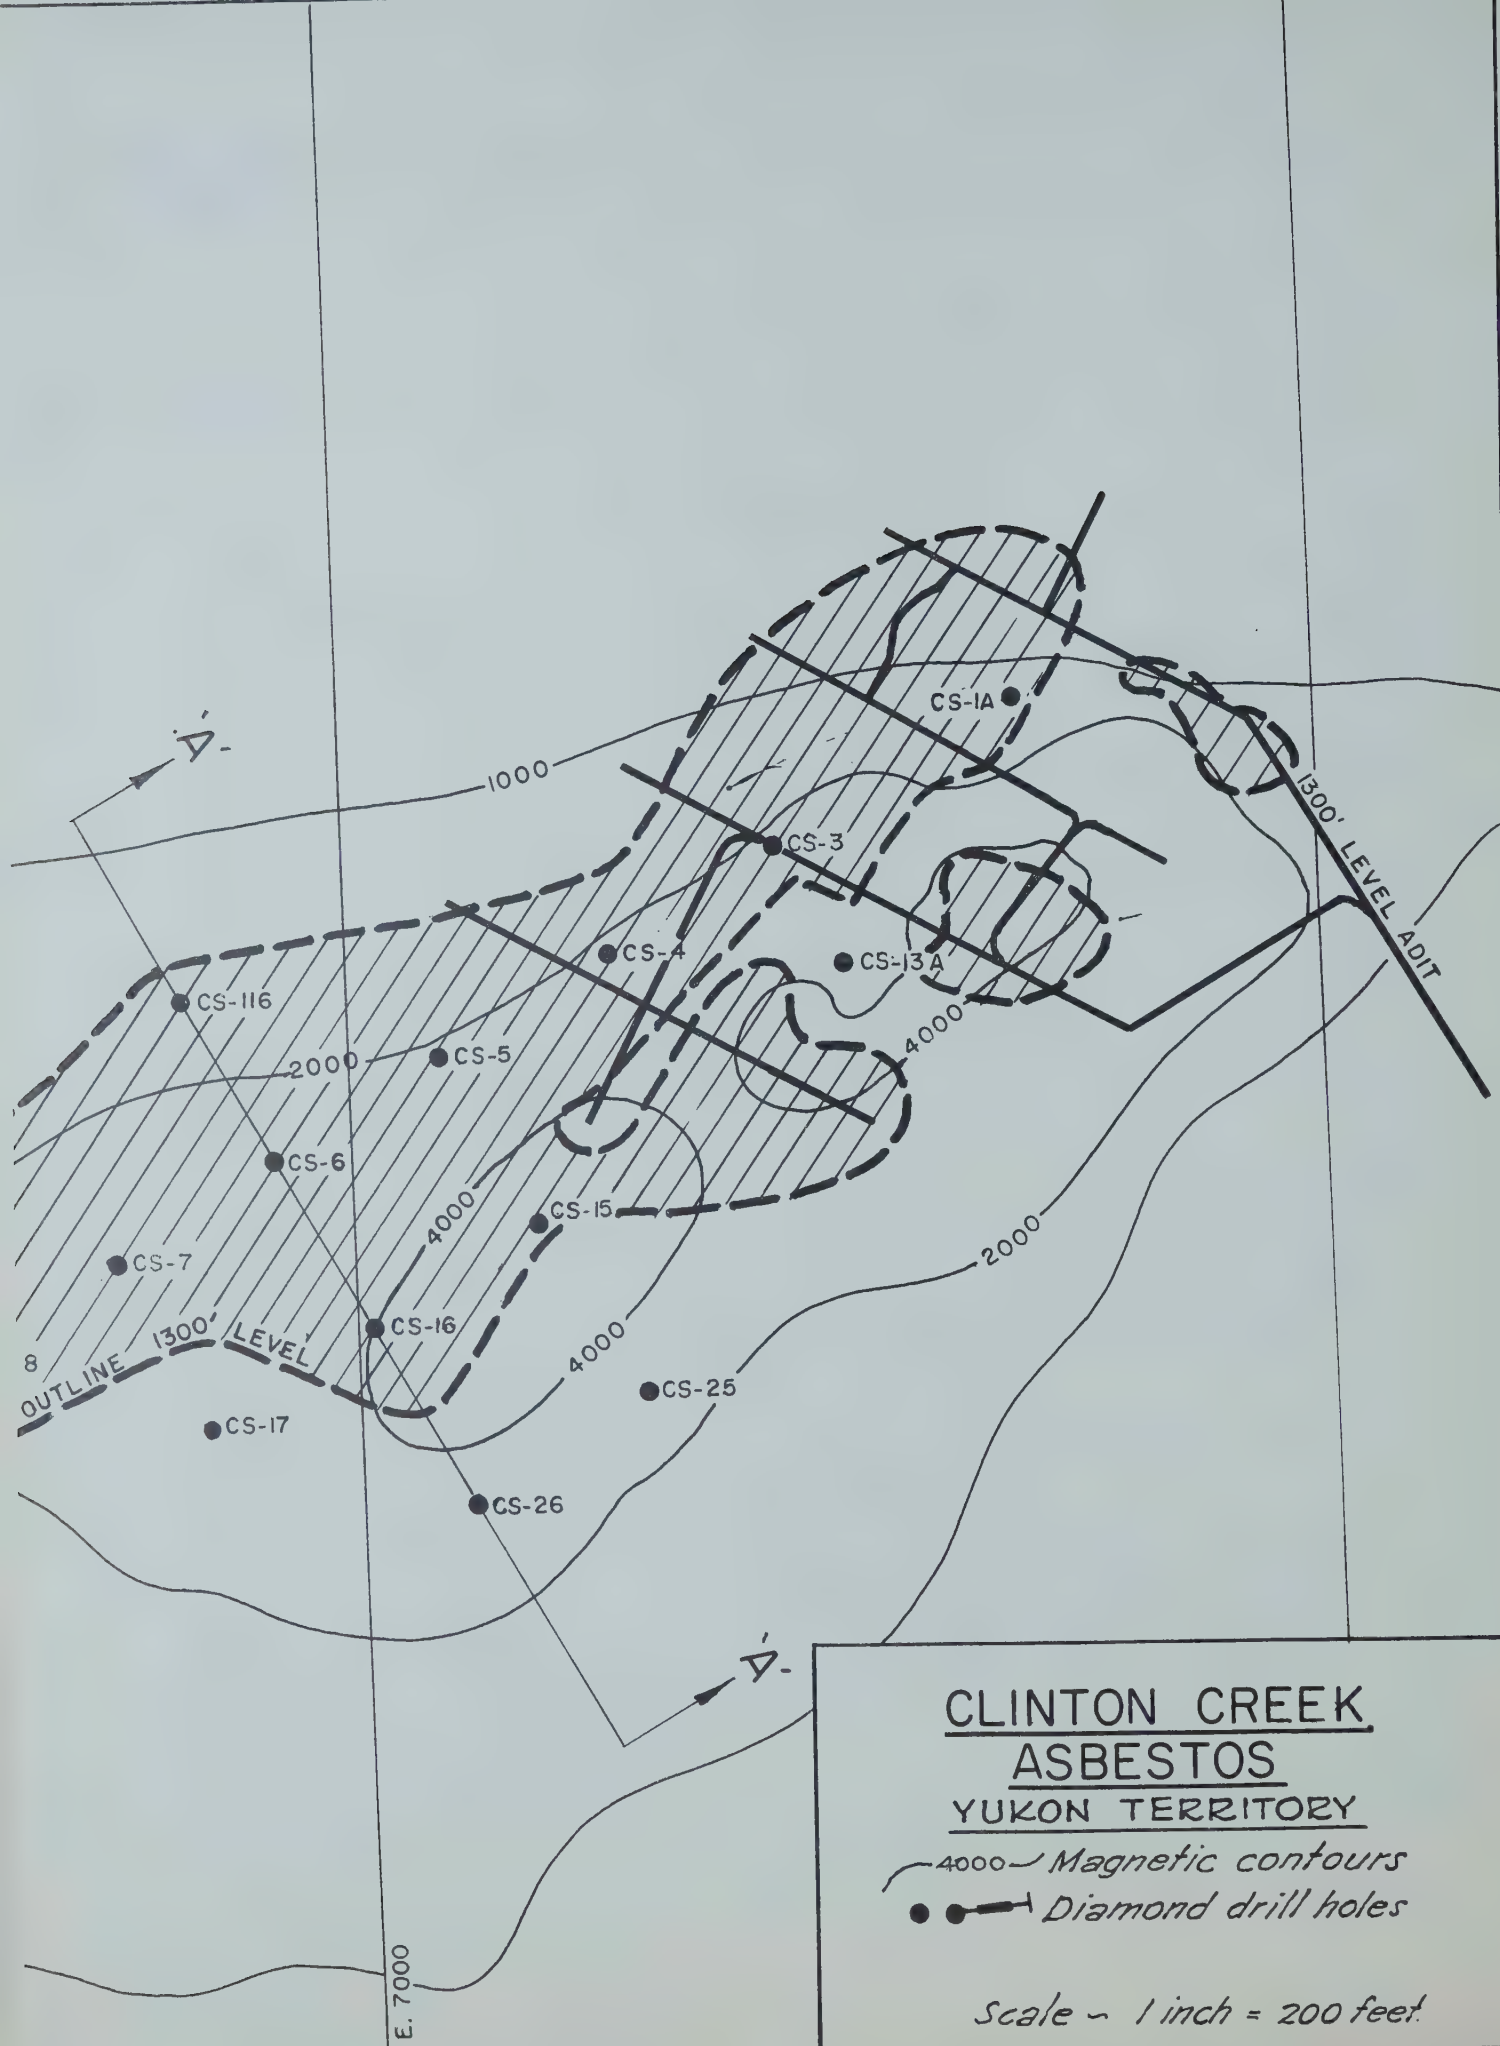 'A'
1000
CS-1A
1300' LEVEL ADIT
CS-3
CS-4
CS-13A
CS-116
2000
CS-5
4000
CS-6
4000
CS-15
2000
CS-7
CS-16
1300' LEVEL
4000
8
OUTLINE
CS-25
CS-17
CS-26
'A'
CLINTON CREEK
ASBESTOS
YUKON TERRITORY
4000 Magnetic contours
Diamond drill holes
E. 7000
Scale ~ 1 inch = 200 feet.